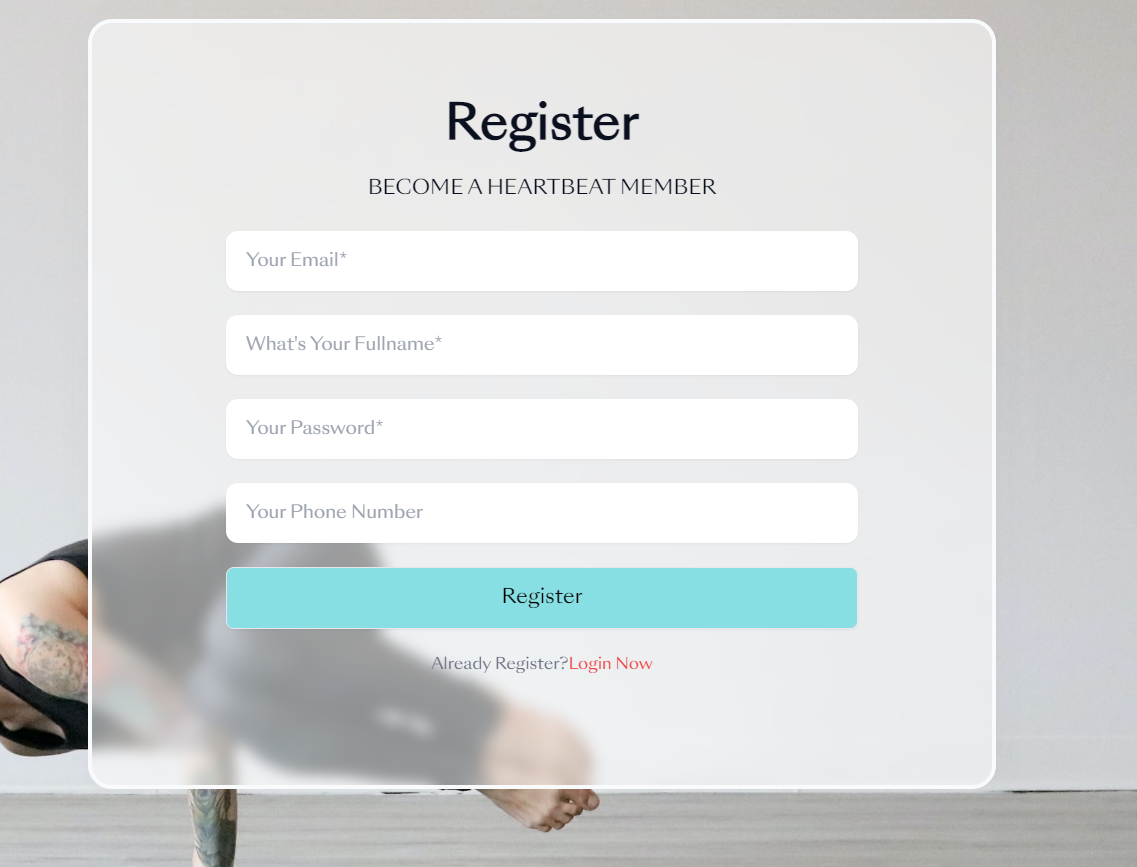 Register
BECOME A HEARTBEAT MEMBER
Your Email*
What's Your Fullname*
Your Password*
Your Phone Number
Register
Already Register?Login Now